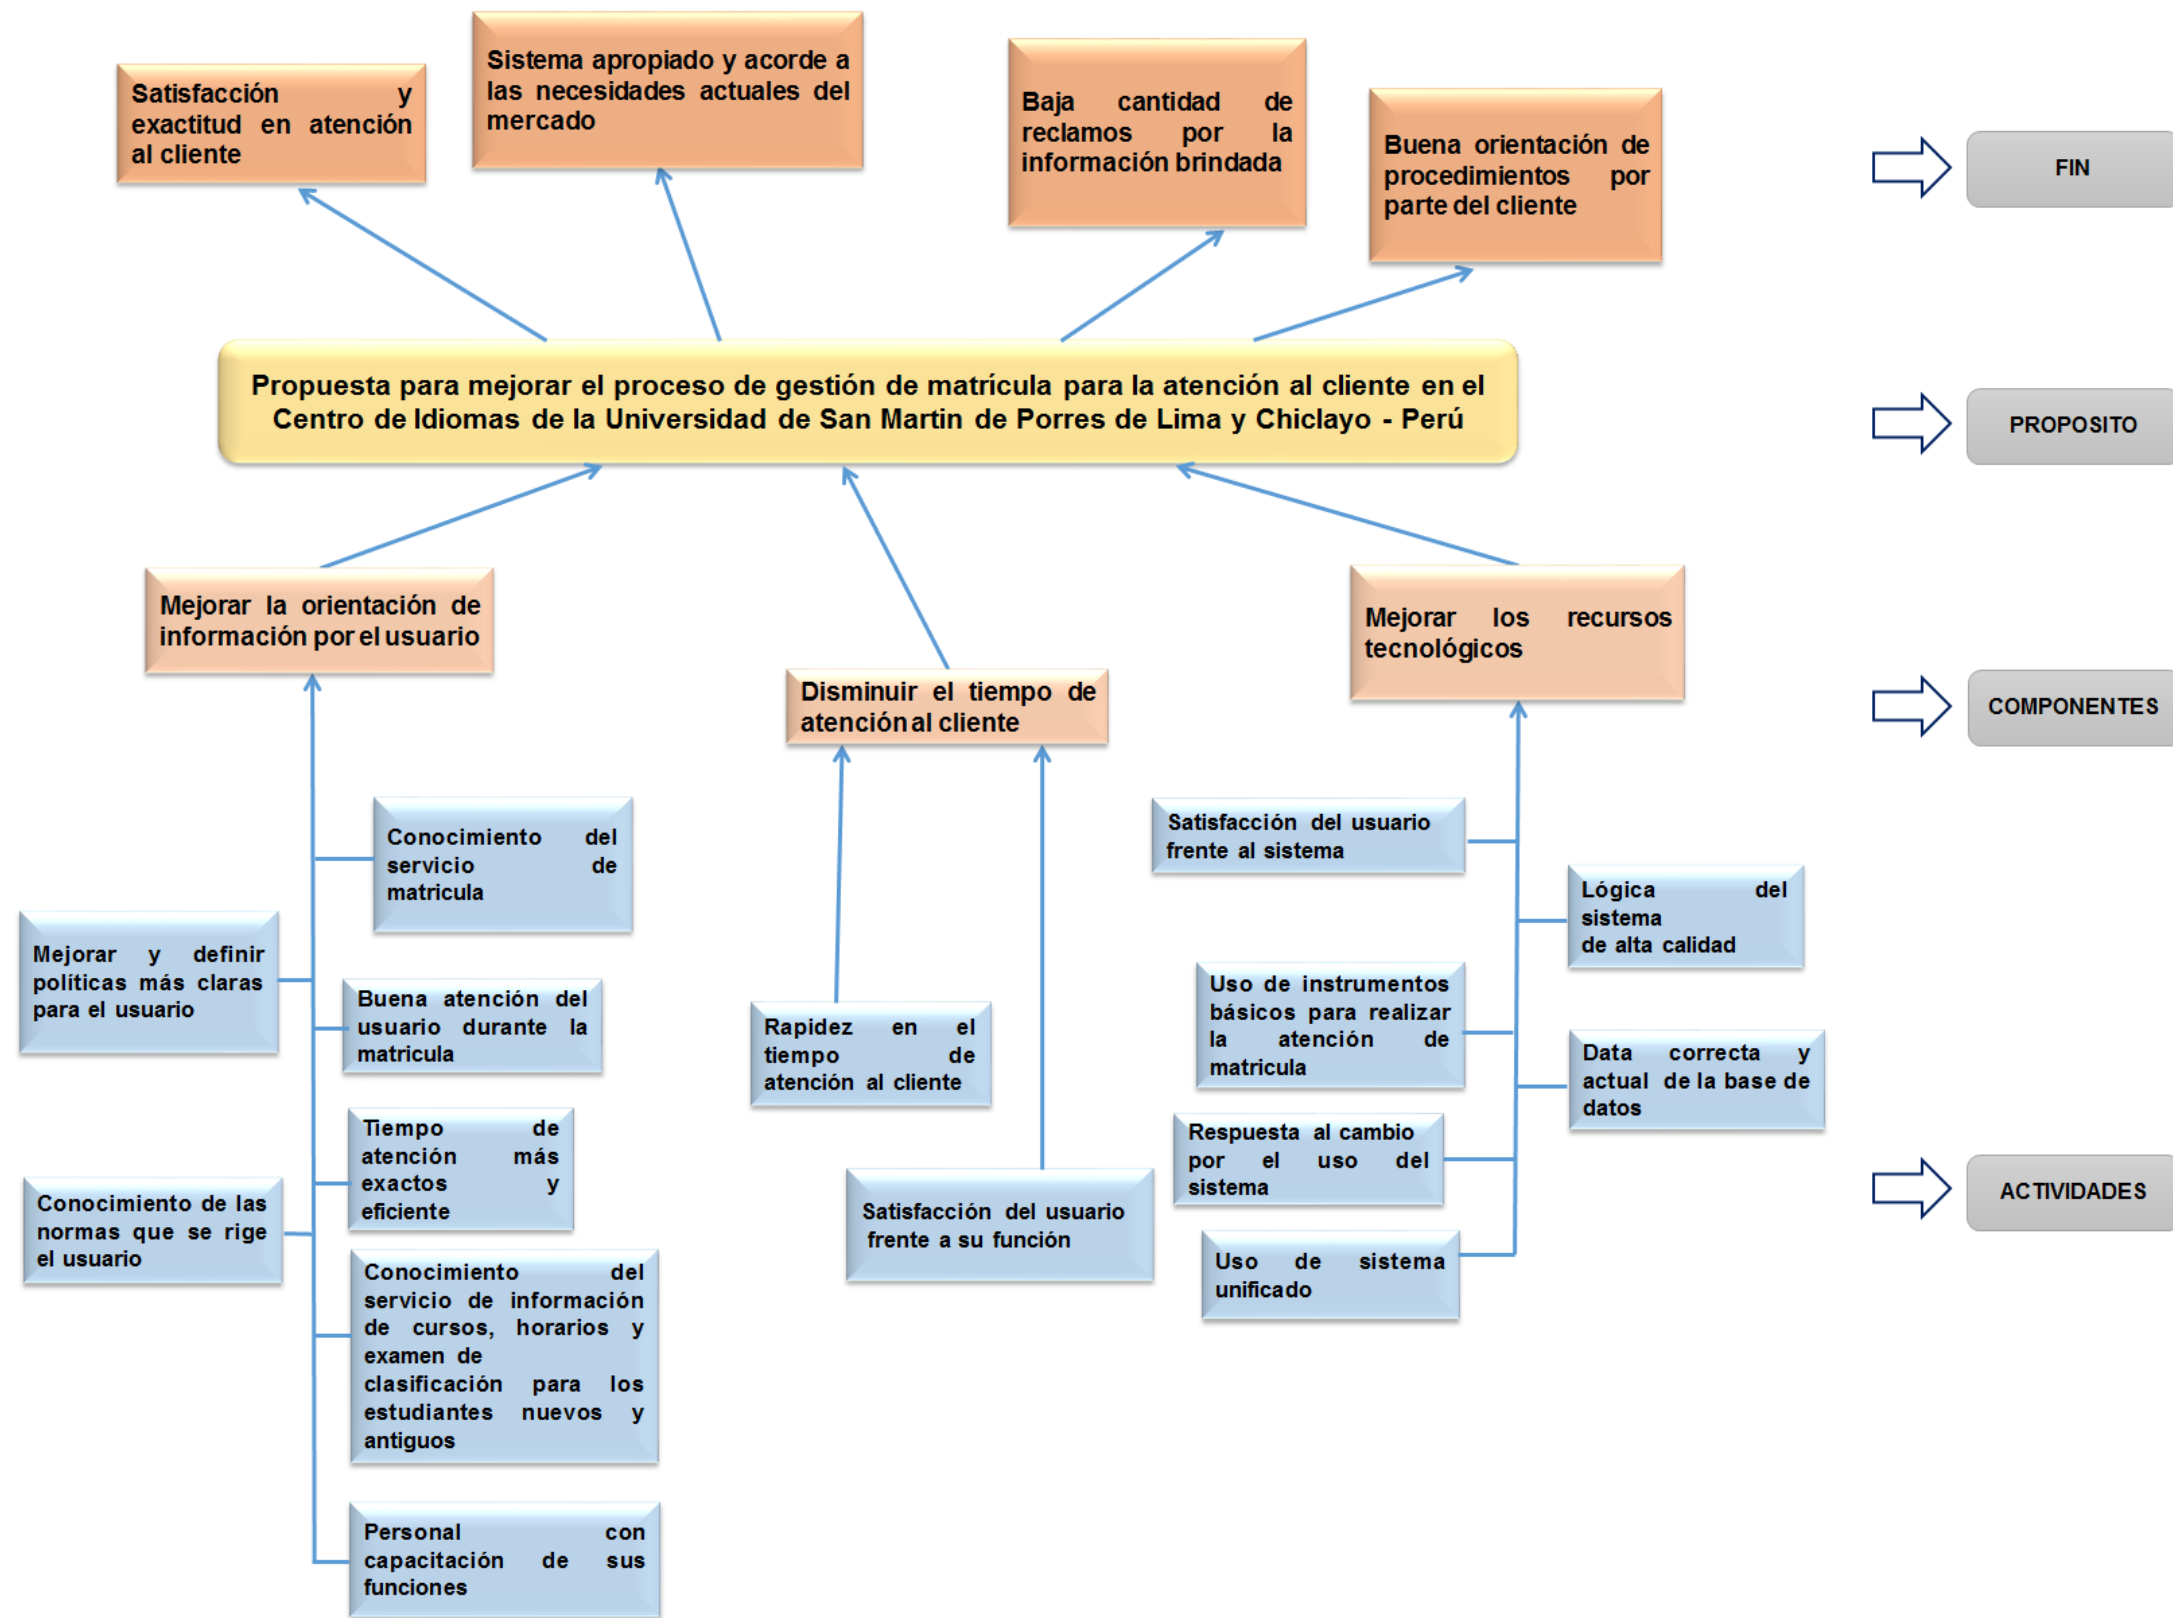 Satisfacción y
exactitud en atención
al cliente
Sistema apropiado y acorde a
las necesidades actuales del
mercado
Baja cantidad de
reclamos por la
información brindada
Buena orientación de
procedimientos por
parte del cliente
FIN
Propuesta para mejorar el proceso de gestión de matrícula para la atención al cliente en el
Centro de Idiomas de la Universidad de San Martin de Porres de Lima y Chiclayo - Perú
PROPOSITO
Mejorar la orientación de
información por el usuario
Disminuir el tiempo de
atención al cliente
Mejorar los recursos
tecnológicos
COMPONENTES
Conocimiento del
servicio de
matricula
Mejorar y definir
políticas más claras
para el usuario
Buena atención del
usuario durante la
matricula
Tiempo de
atención más
exactos y
eficiente
Conocimiento de las
normas que se rige
el usuario
Conocimiento del
servicio de información
de cursos, horarios y
examen de
clasificación para los
estudiantes nuevos y
antiguos
Personal con
capacitación de sus
funciones
Rapidez en el
tiempo de
atención al cliente
Satisfacción del usuario
frente a su función
Satisfacción del usuario
frente al sistema
Lógica del
sistema
de alta calidad
Uso de instrumentos
básicos para realizar
la atención de
matricula
Data correcta y
actual de la base de
datos
Respuesta al cambio
por el uso del
sistema
Uso de sistema
unificado
ACTIVIDADES